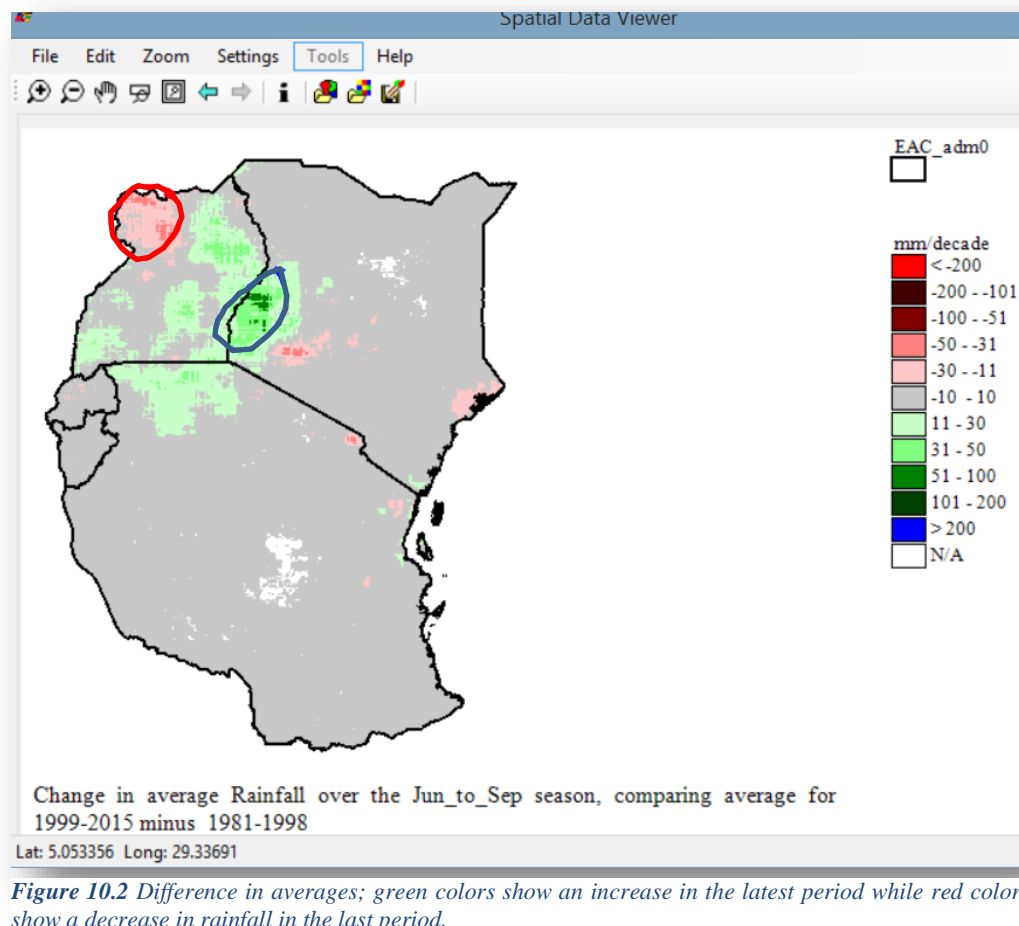 Spatial Data Viewer
File Edit Zoom Settings Tools Help
EAC_adm0
mm/decade
< -200
-200 - -101
-100 - -51
-50 - -31
-30 - -11
-10 - 10
11 - 30
31 - 50
51 - 100
101 - 200
> 200
N/A
Change in average Rainfall over the Jun_to_Sep season, comparing average for
1999-2015 minus 1981-1998
Lat: 5.053356 Long: 29.33691
Figure 10.2 Difference in averages; green colors show an increase in the latest period while red color
show a decrease in rainfall in the last period.